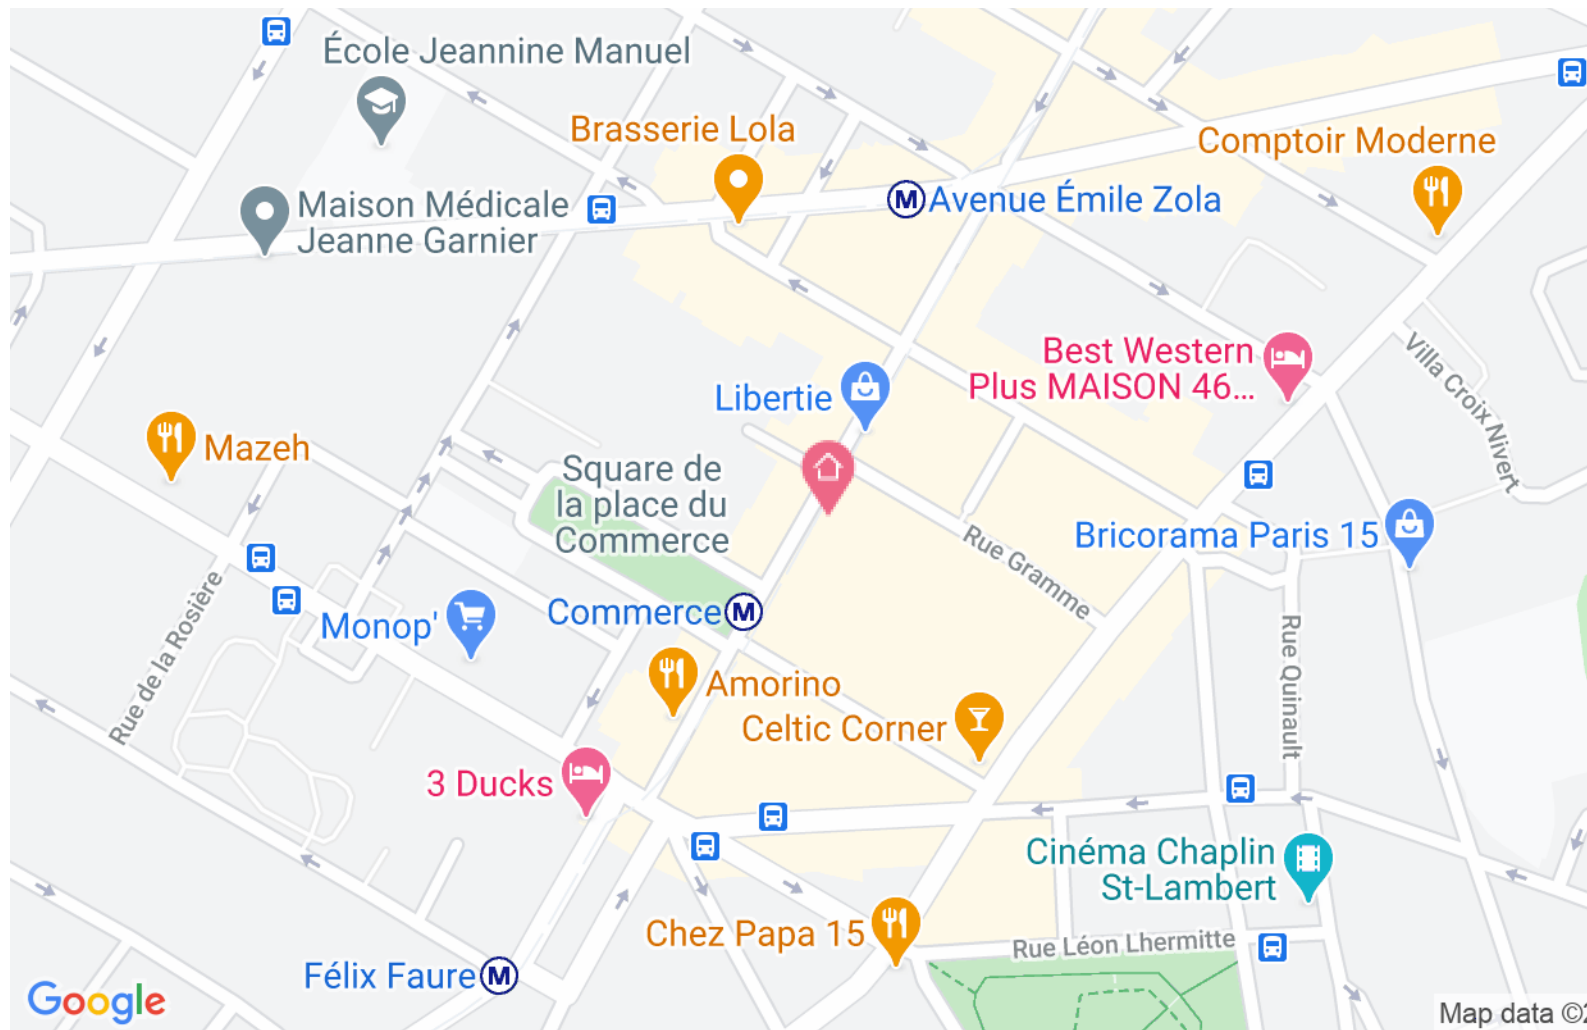 École Jeannine Manuel
Brasserie Lola
Comptoir Moderne
Maison Médicale
Jeanne Garnier
M
Avenue Émile Zola
Best Western
Plus MAISON 46...
Villa Croix Nivert
Libertie
Mazeh
Square de
la place du
Commerce
Bricorama Paris 15
Rue Gramme
Commerce
M
Monop'
Rue de la Rosière
Rue Quinault
Amorino
Celtic Corner
3 Ducks
Cinéma Chaplin
St-Lambert
Chez Papa 15
Rue Léon Lhermitte
Félix Faure
M
Google
Map data ©2